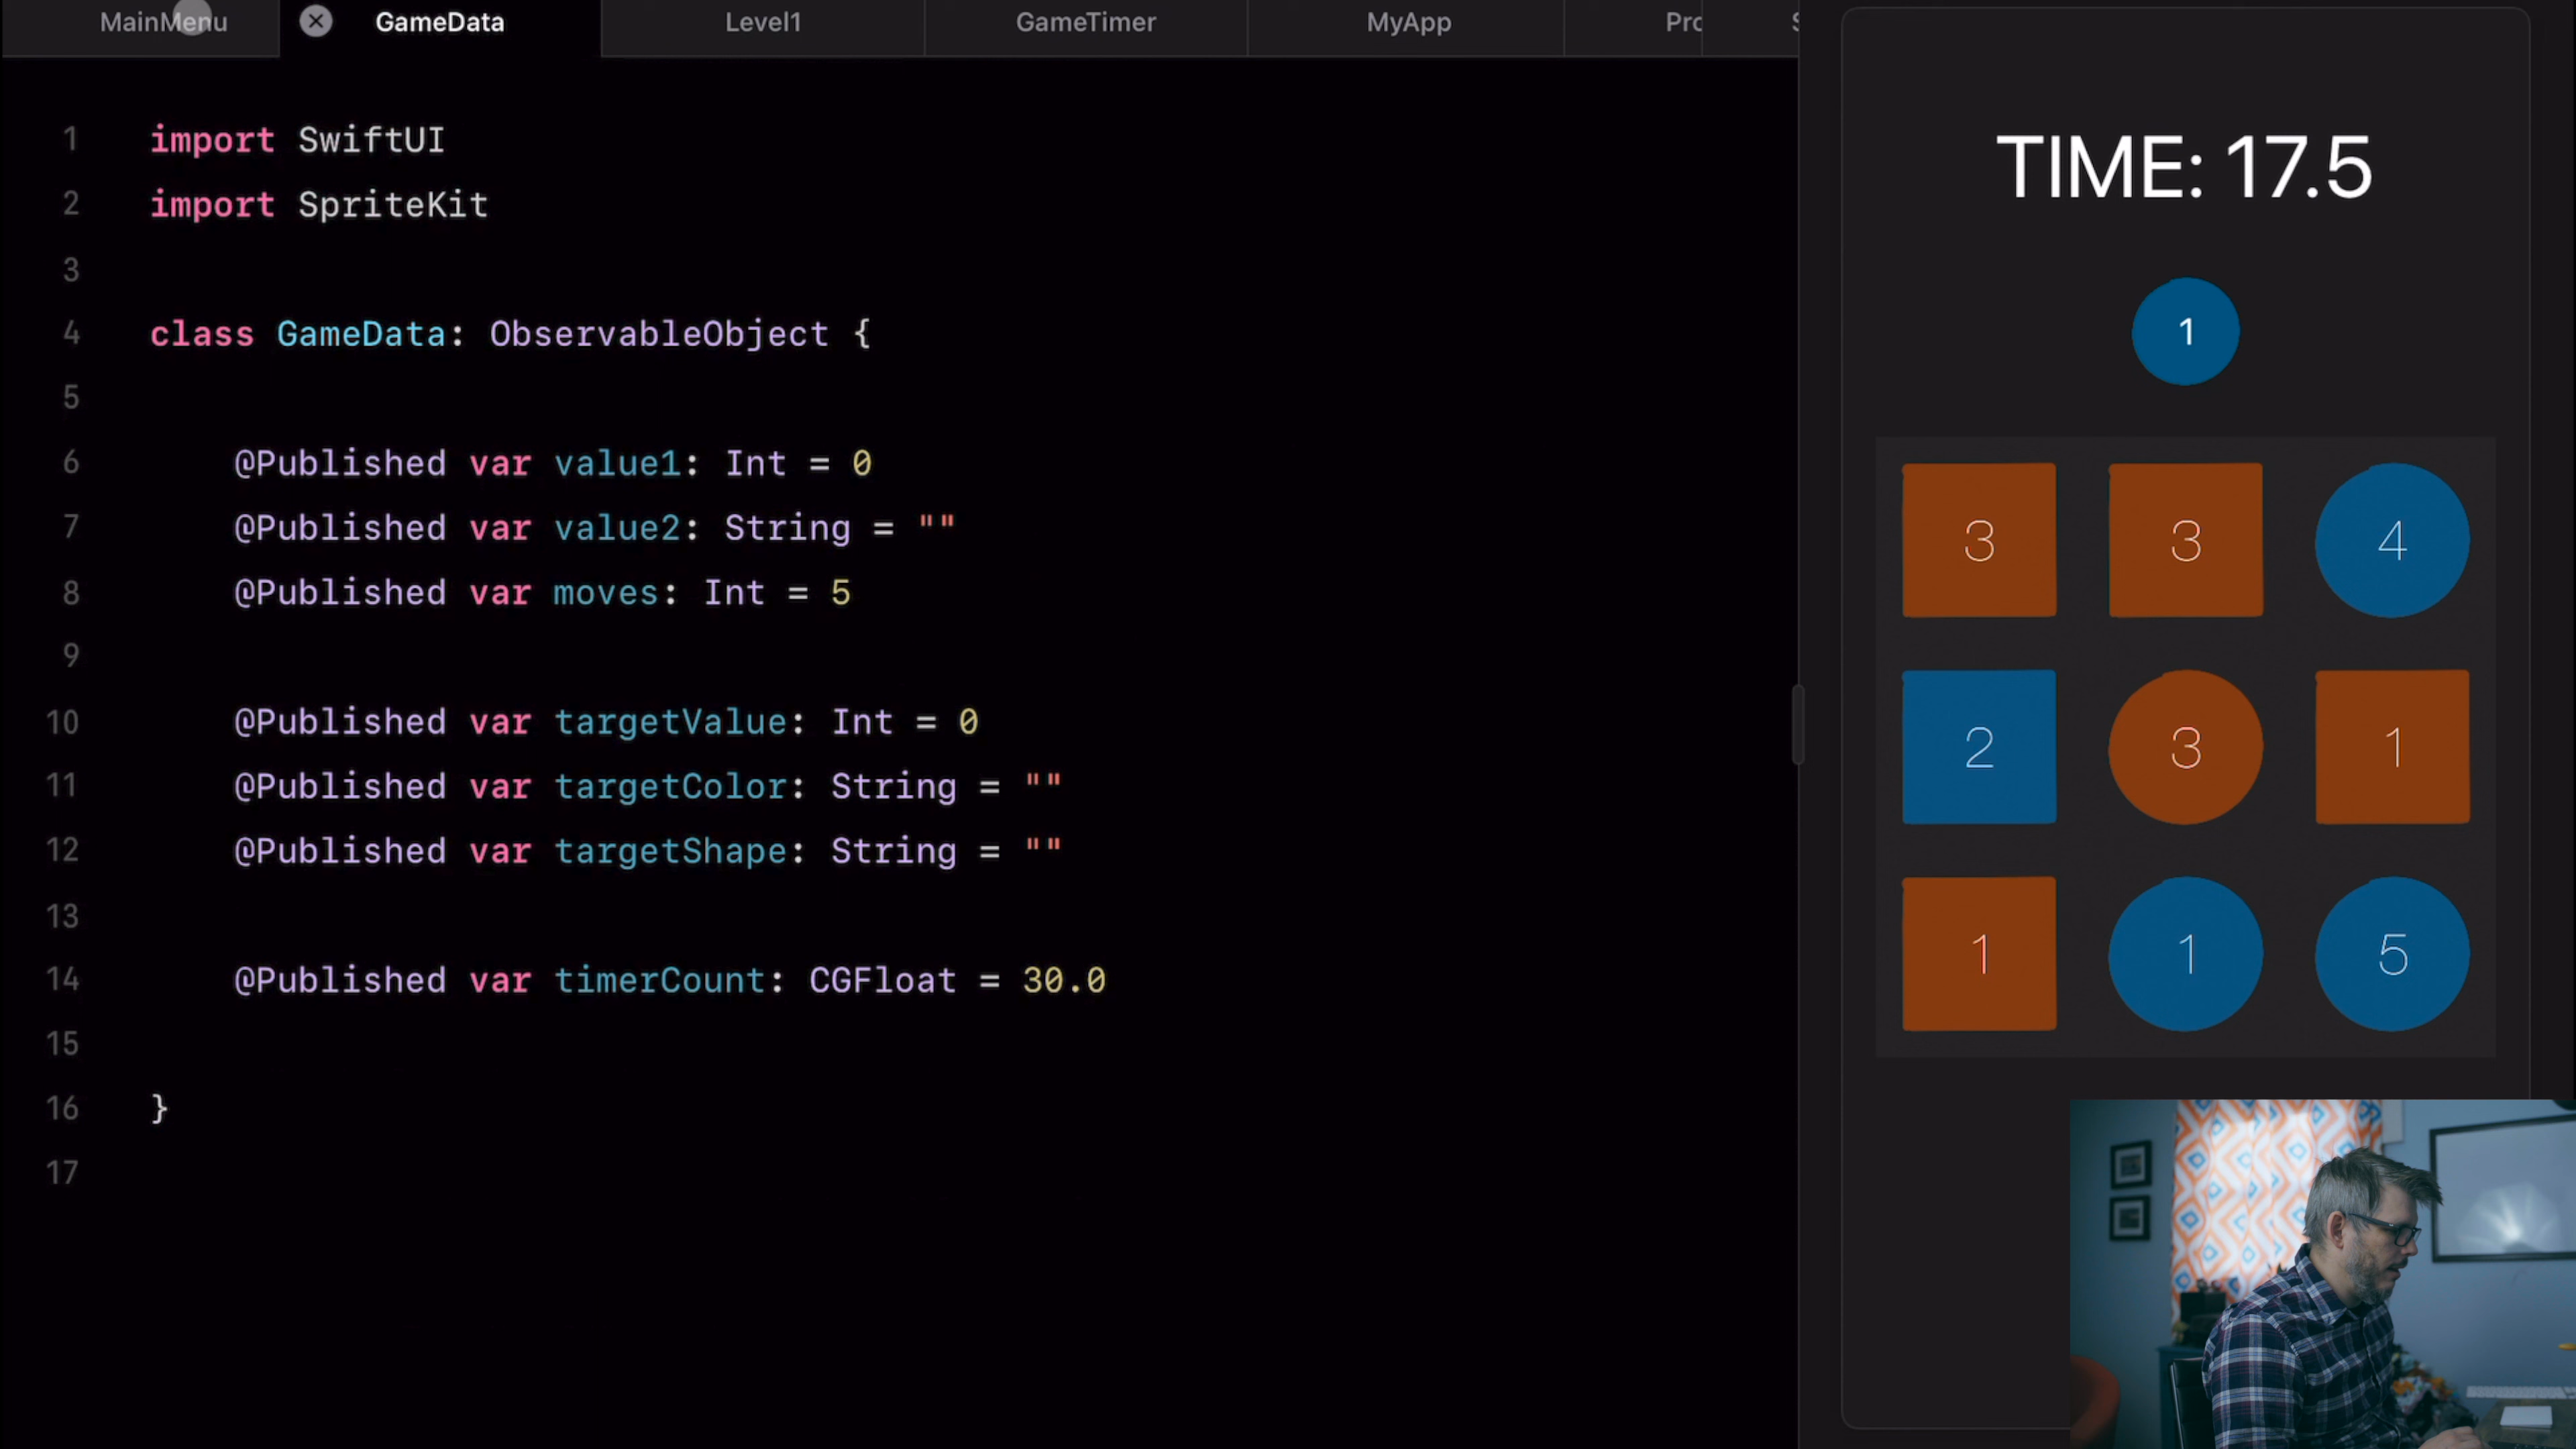 MainMenu GameData Level1 GameTimer MyApp Pro S
1 import SwiftUI
2 import SpriteKit
3
4 class GameData: ObservableObject {
5
6 @Published var value1: Int = 0
7 @Published var value2: String = ""
8 @Published var moves: Int = 5
9
10 @Published var targetValue: Int = 0
11 @Published var targetColor: String = ""
12 @Published var targetShape: String = ""
13
14 @Published var timerCount: CGFloat = 30.0
15
16 }
17
TIME: 17.5
1
3 3 4
2 3 1
1 1 5